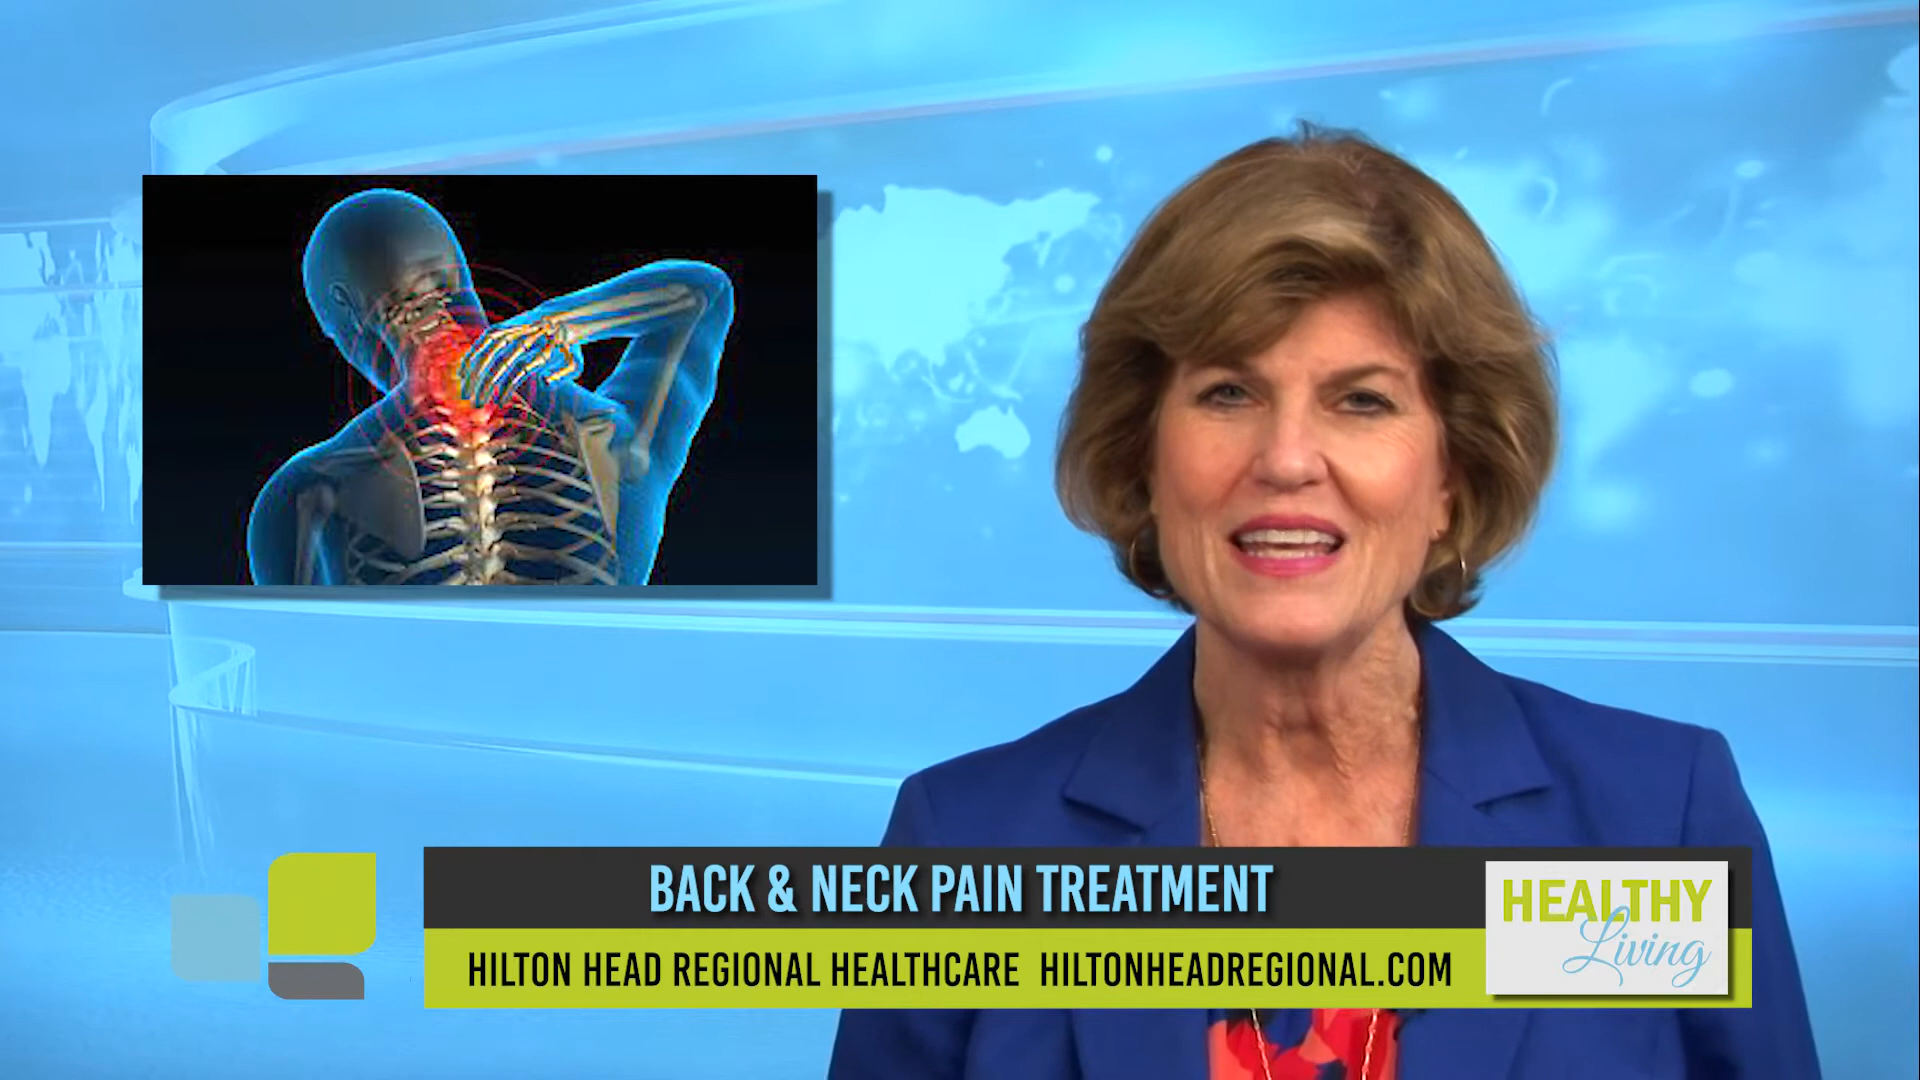 BACK & NECK PAIN TREATMENT
HILTON HEAD REGIONAL HEALTHCARE HILTONHEADREGIONAL.COM
HEALTHY
Living